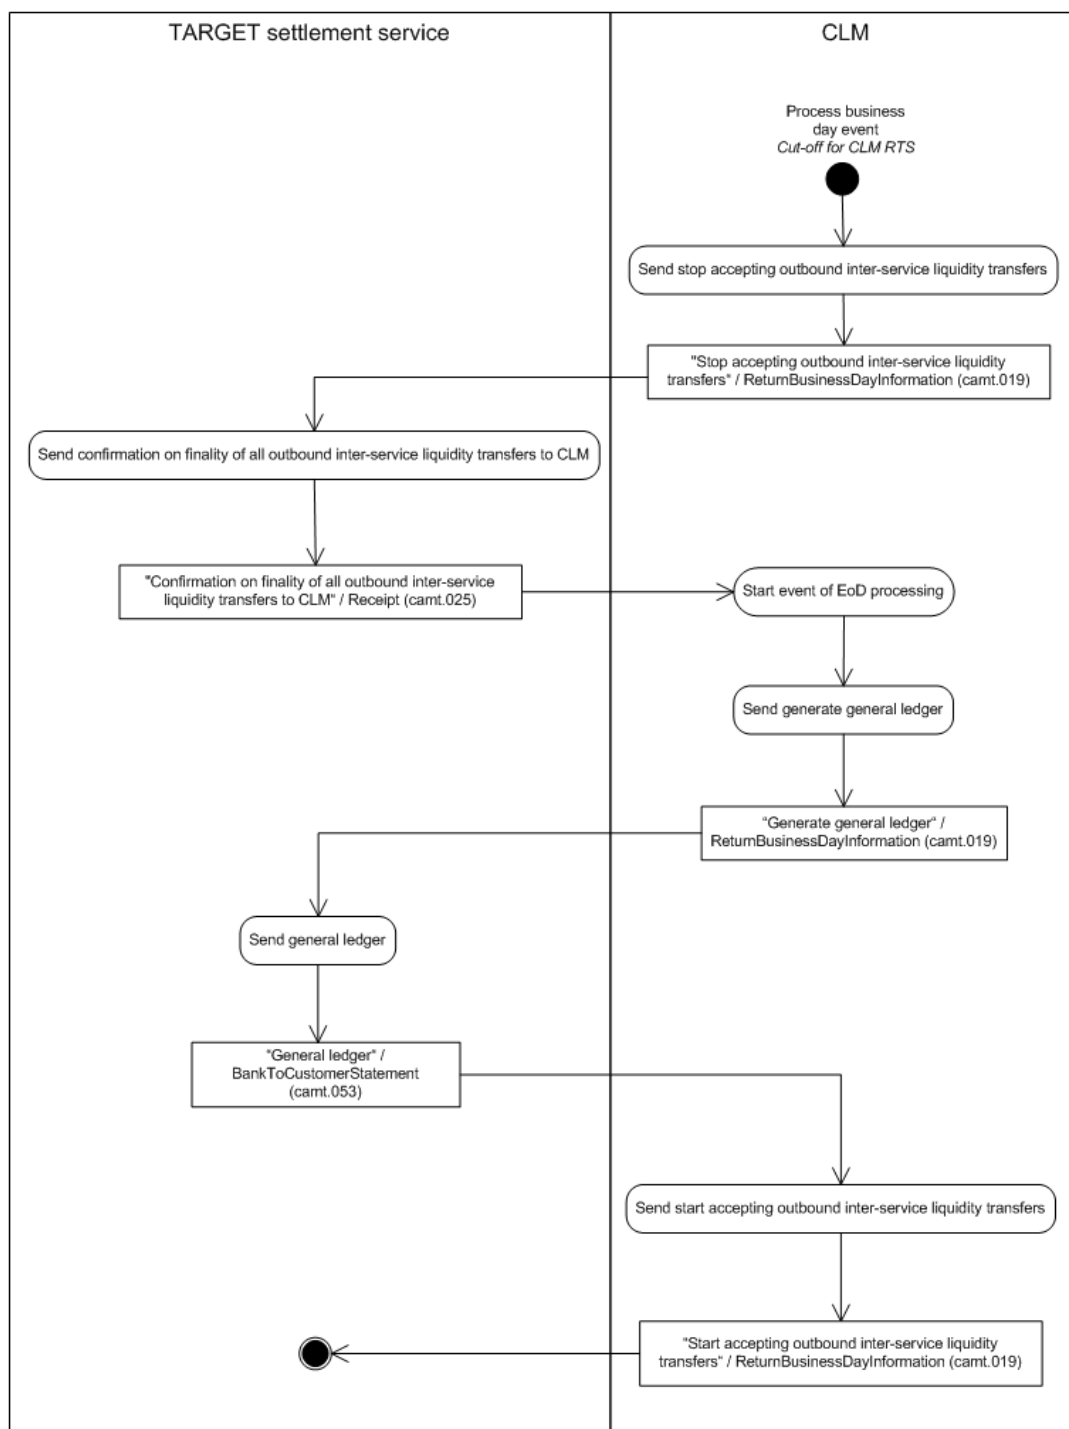 TARGET settlement service
CLM
Process business
day event
Cut-off for CLM RTS
Send stop accepting outbound inter-service liquidity transfers
"Stop accepting outbound inter-service liquidity
transfers“ / ReturnBusinessDayInformation (camt.019)
Send confirmation on finality of all outbound inter-service liquidity transfers to CLM
"Confirmation on finality of all outbound inter-service
liquidity transfers to CLM“ / Receipt (camt.025)
Start event of EoD processing
Send generate general ledger
“Generate general ledger“ /
ReturnBusinessDayInformation (camt.019)
Send general ledger
“General ledger“ /
BankToCustomerStatement
(camt.053)
Send start accepting outbound inter-service liquidity transfers
"Start accepting outbound inter-service liquidity
transfers“ / ReturnBusinessDayInformation (camt.019)